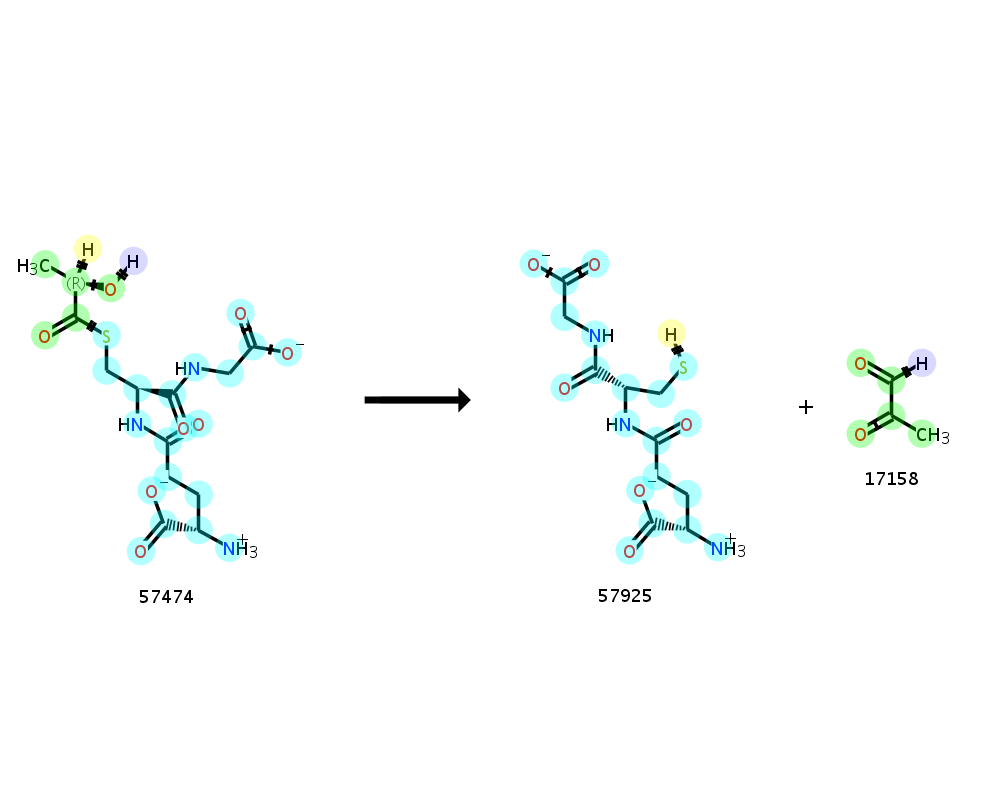 H H
H₃C (R) O
O S
O
HN O⁻
HN O O
O⁻
O NH₃⁺
57474
O⁻ O
NH H
O S
HN O
O⁻
O NH₃⁺
57925
+
O H
O CH₃
17158